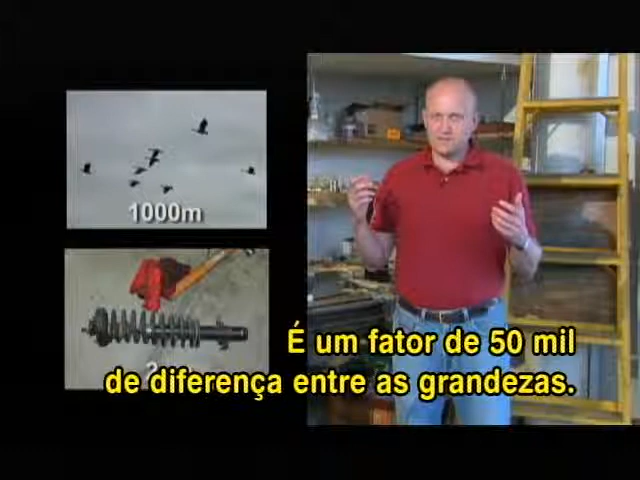 1000m
É um fator de 50 mil
de diferença entre as grandezas.